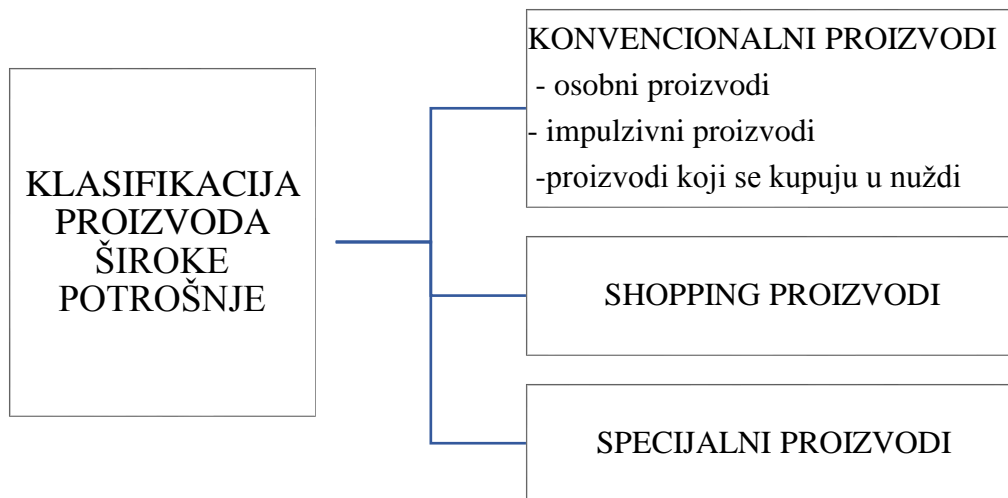 KLASIFIKACIJA
PROIZVODA
ŠIROKE
POTROŠNJE
KONVENCIONALNI PROIZVODI
- osobni proizvodi
- impulzivni proizvodi
-proizvodi koji se kupuju u nuždi
SHOPPING PROIZVODI
SPECIJALNI PROIZVODI